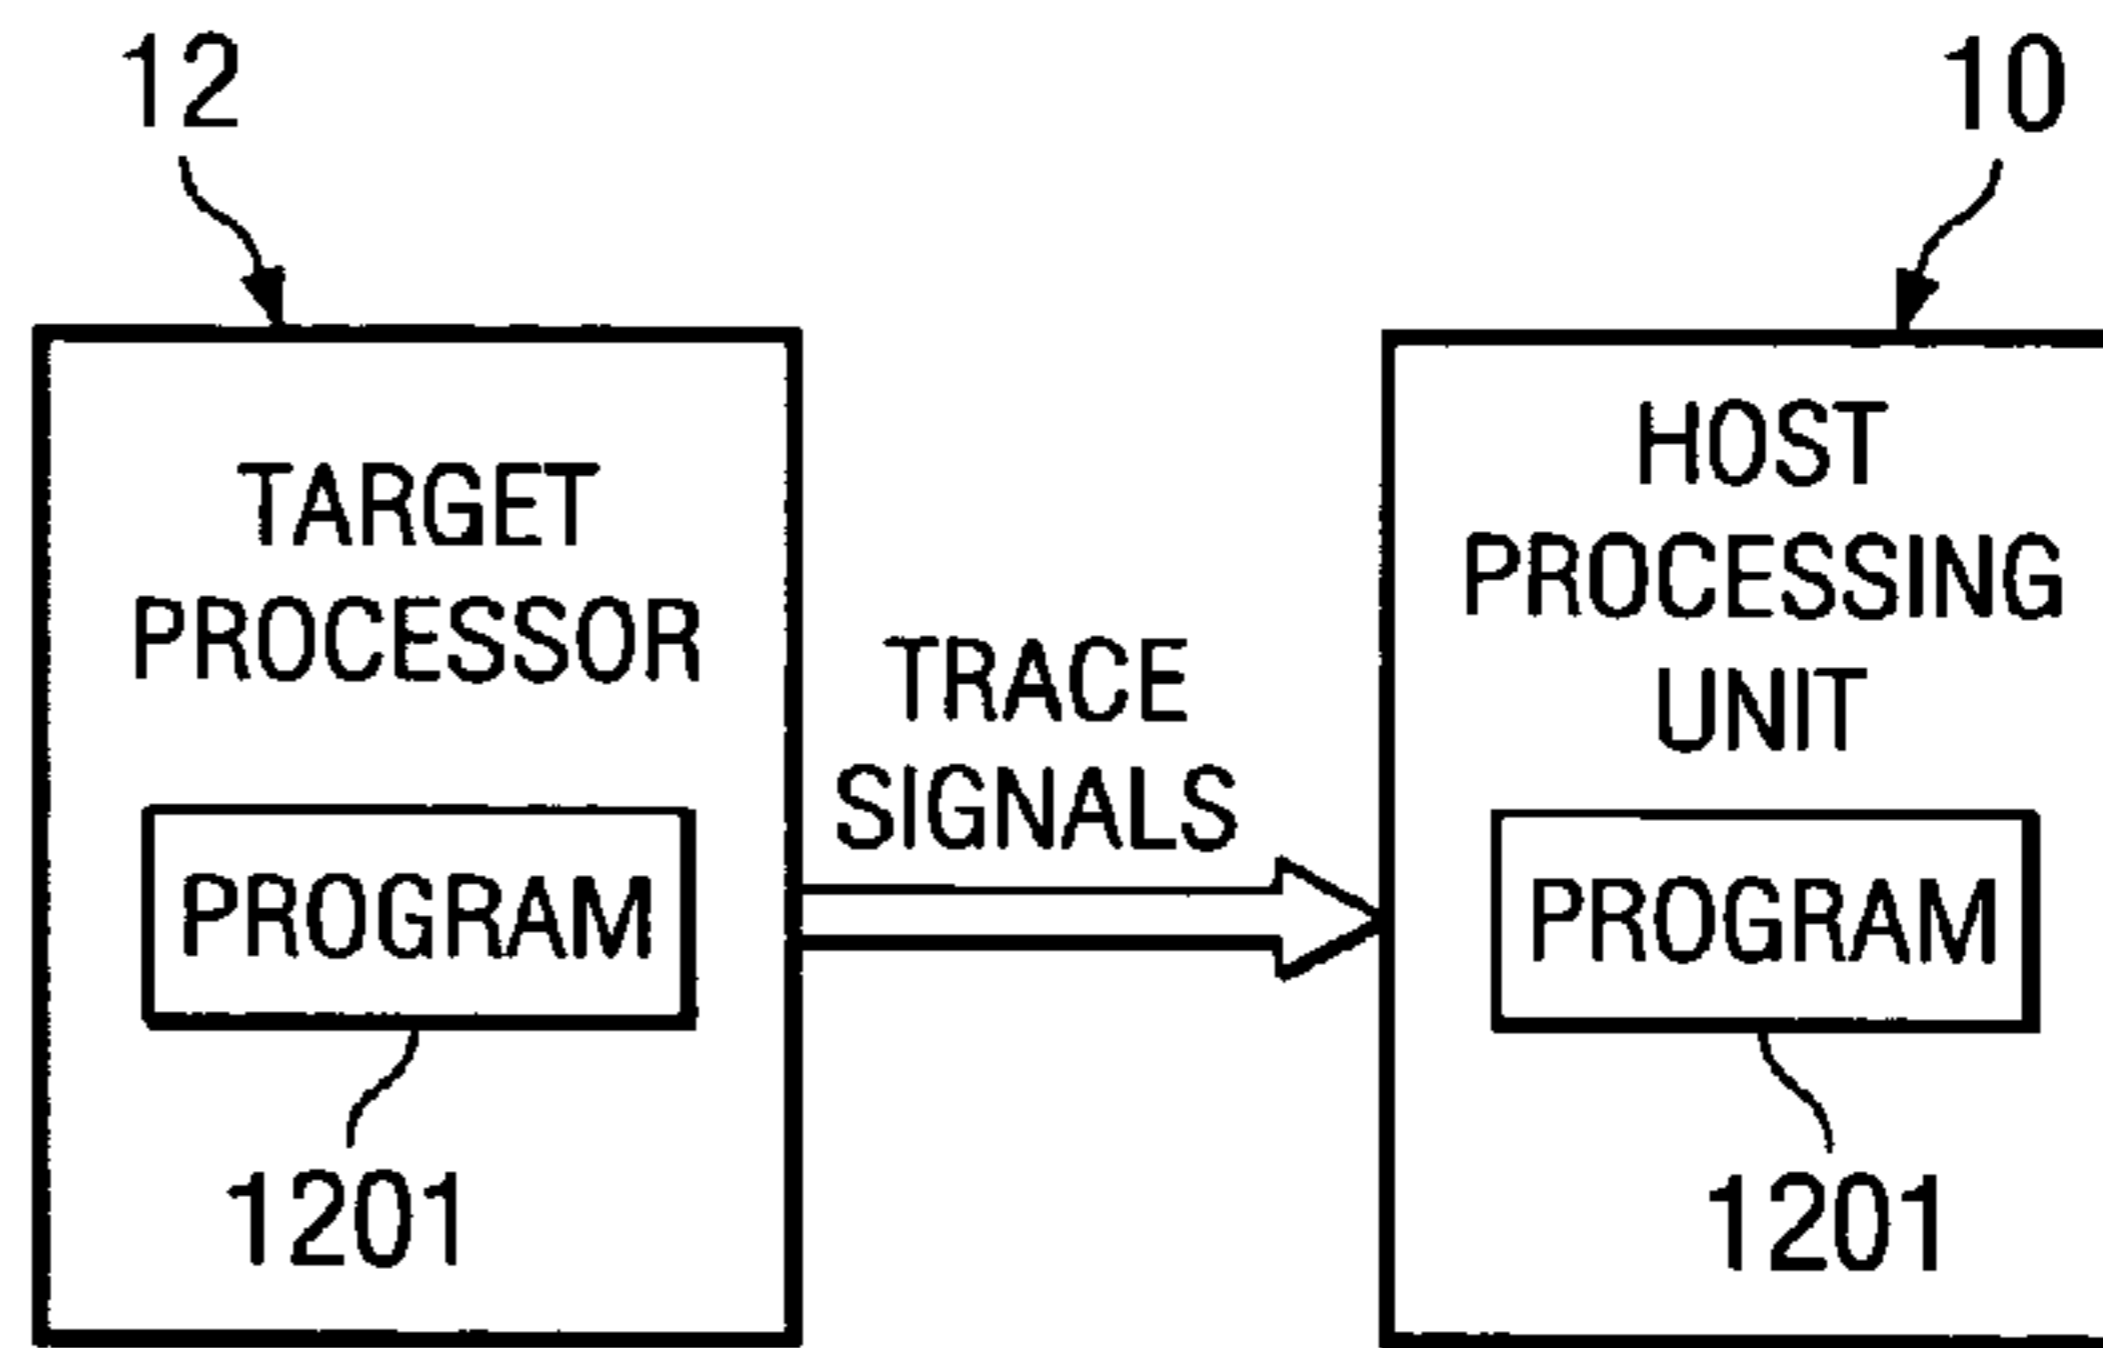 12
10
TARGET
PROCESSOR
PROGRAM
1201
TRACE
SIGNALS
HOST
PROCESSING
UNIT
PROGRAM
1201